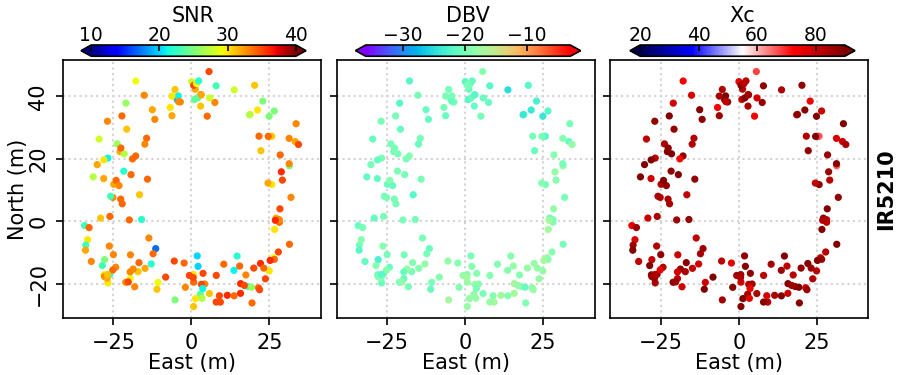 SNR DBV Xc
10 20 30 40 −30 −20 −10 20 40 60 80
40
20
0
−20
North (m)
IR5210
−25 0 25 −25 0 25 −25 0 25
East (m) East (m) East (m)